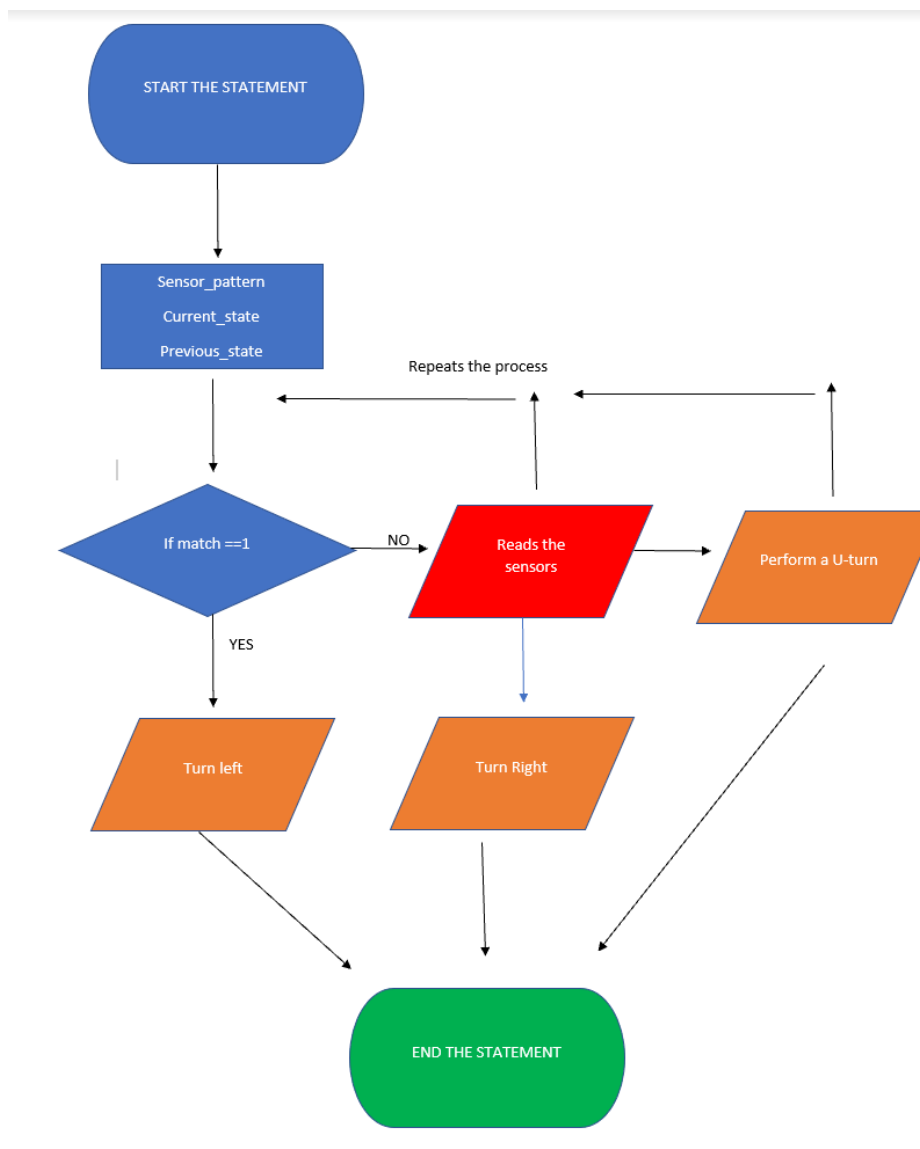 START THE STATEMENT
Sensor_pattern
Current_state
Previous_state
Repeats the process
If match ==1
NO
Reads the
sensors
Perform a U-turn
YES
Turn left
Turn Right
END THE STATEMENT